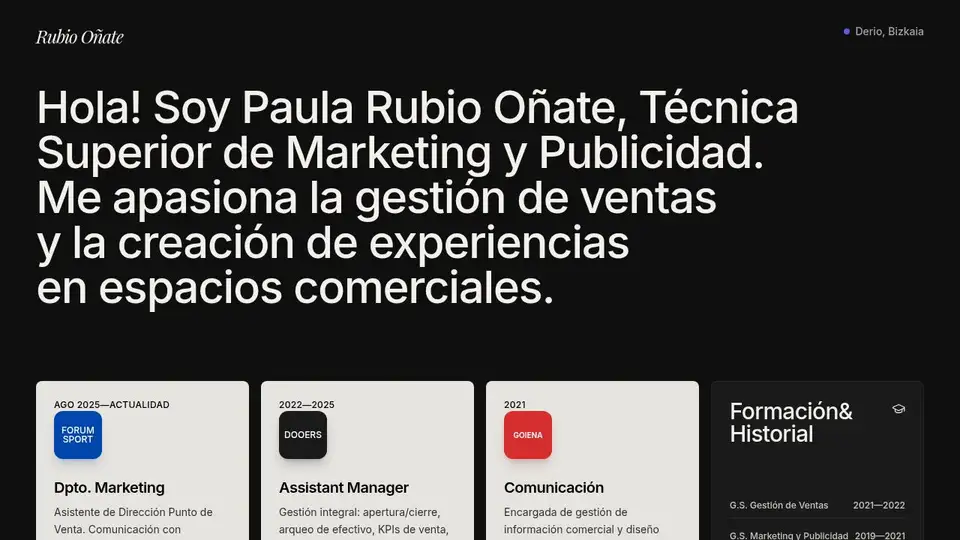 Rubio Oñate
Derio, Bizkaia
Hola! Soy Paula Rubio Oñate, Técnica
Superior de Marketing y Publicidad.
Me apasiona la gestión de ventas
y la creación de experiencias
en espacios comerciales.
AGO 2025—ACTUALIDAD
FORUM
SPORT
Dpto. Marketing
Asistente de Dirección Punto de
Venta. Comunicación con
2022—2025
DOOERS
Assistant Manager
Gestión integral: apertura/cierre,
arqueo de efectivo, KPIs de venta,
2021
GOIENA
Comunicación
Encargada de gestión de
información comercial y diseño
Formación&
Historial
G.S. Gestión de Ventas 2021—2022
G.S. Marketing y Publicidad 2019—2021